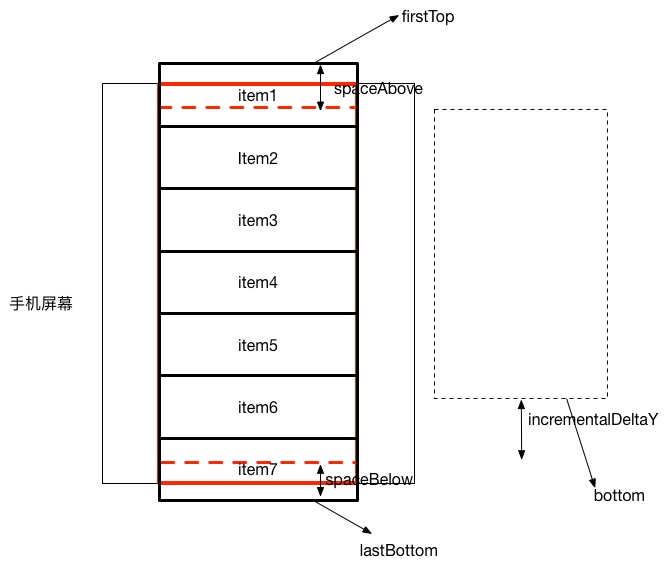 firstTop
spaceAbove
item1
Item2
item3
item4
手机屏幕
item5
item6
incrementalDeltaY
item7
spaceBelow
bottom
lastBottom